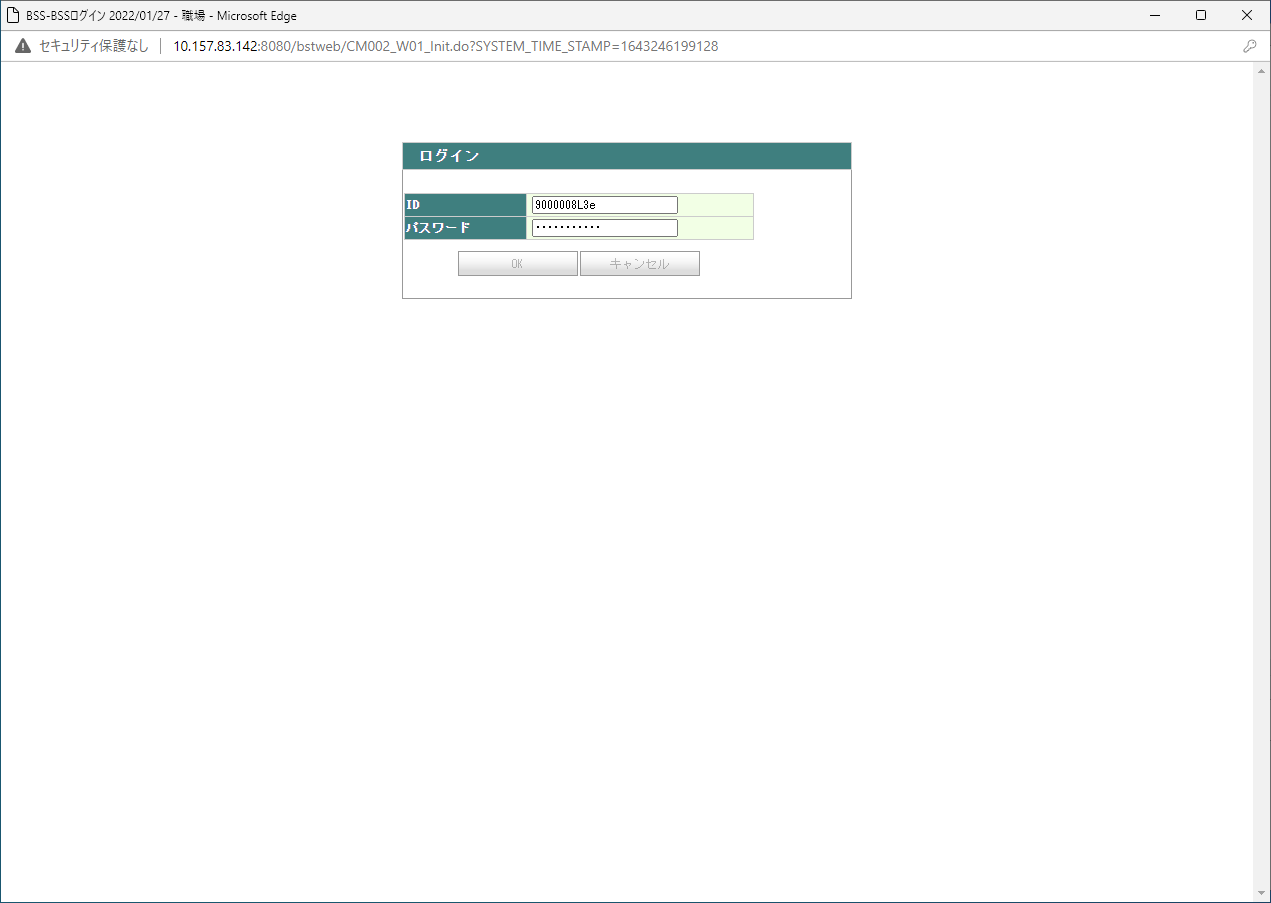 BSS-BSSログイン 2022/01/27 - 職場 - Microsoft Edge
セキュリティ保護なし | 10.157.83.142:8080/bstweb/CM002_W01_Init.do?SYSTEM_TIME_STAMP=1643246199128
ログイン
ID 9000008L3e
パスワード ・・・・・・・・・・・
OK キャンセル